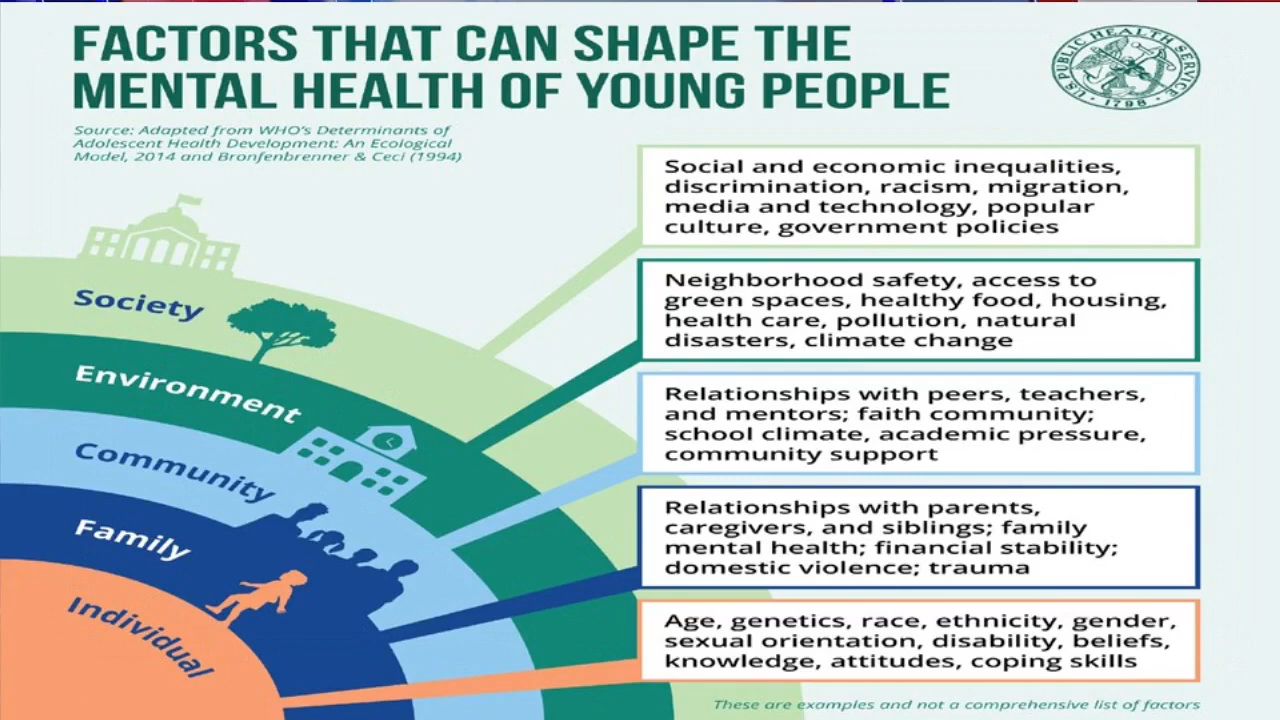 FACTORS THAT CAN SHAPE THE
MENTAL HEALTH OF YOUNG PEOPLE
US PUBLIC HEALTH SERVICE
1798
Source: Adapted from WHO's Determinants of
Adolescent Health Development: An Ecological
Model, 2014 and Bronfenbrenner & Ceci (1994)
Society
Social and economic inequalities,
discrimination, racism, migration,
media and technology, popular
culture, government policies
Environment
Neighborhood safety, access to
green spaces, healthy food, housing,
health care, pollution, natural
disasters, climate change
Community
Relationships with peers, teachers,
and mentors; faith community;
school climate, academic pressure,
community support
Family
Relationships with parents,
caregivers, and siblings; family
mental health; financial stability;
domestic violence; trauma
Individual
Age, genetics, race, ethnicity, gender,
sexual orientation, disability, beliefs,
knowledge, attitudes, coping skills
These are examples and not a comprehensive list of factors